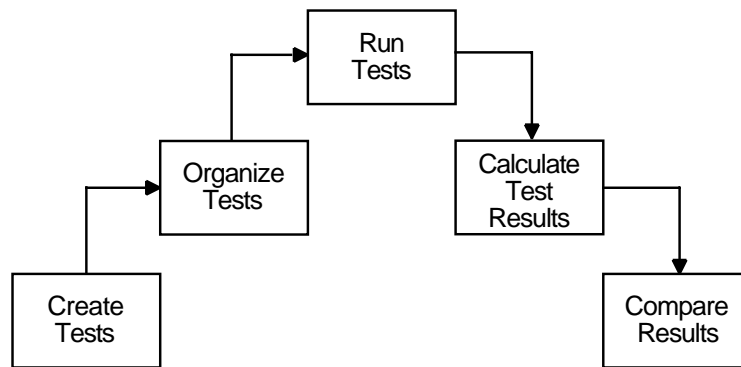 Run
Tests
Organize
Tests
Calculate
Test
Results
Create
Tests
Compare
Results